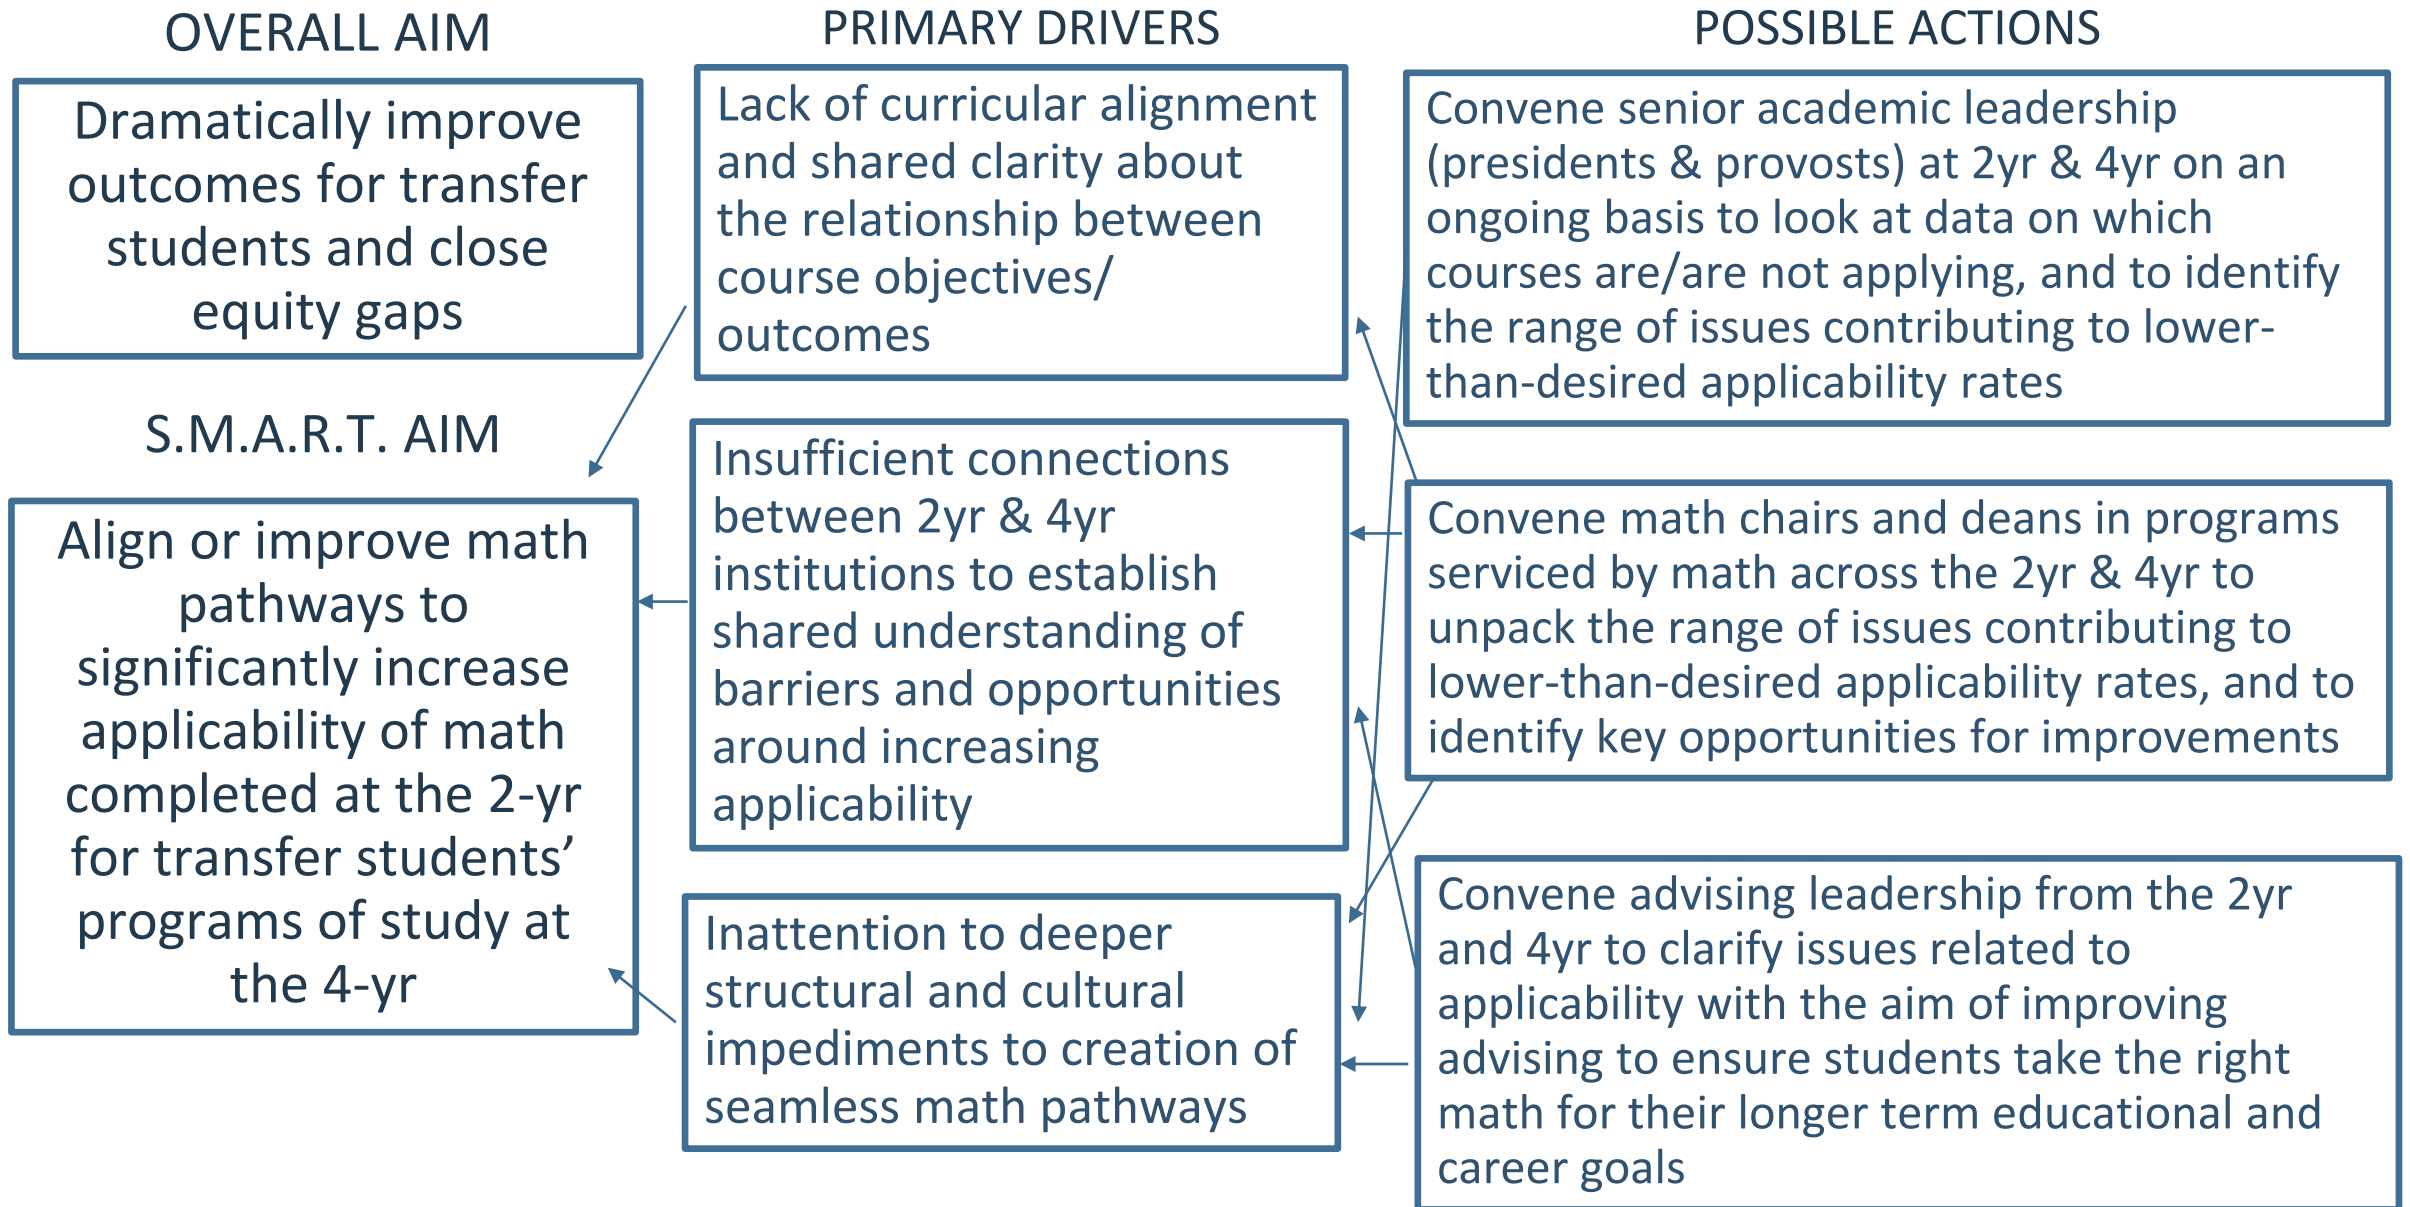 OVERALL AIM
Dramatically improve
outcomes for transfer
students and close
equity gaps
S.M.A.R.T. AIM
Align or improve math
pathways to
significantly increase
applicability of math
completed at the 2-yr
for transfer students’
programs of study at
the 4-yr
PRIMARY DRIVERS
Lack of curricular alignment
and shared clarity about
the relationship between
course objectives/
outcomes
Insufficient connections
between 2yr & 4yr
institutions to establish
shared understanding of
barriers and opportunities
around increasing
applicability
Inattention to deeper
structural and cultural
impediments to creation of
seamless math pathways
POSSIBLE ACTIONS
Convene senior academic leadership
(presidents & provosts) at 2yr & 4yr on an
ongoing basis to look at data on which
courses are/are not applying, and to identify
the range of issues contributing to lower-
than-desired applicability rates
Convene math chairs and deans in programs
serviced by math across the 2yr & 4yr to
unpack the range of issues contributing to
lower-than-desired applicability rates, and to
identify key opportunities for improvements
Convene advising leadership from the 2yr
and 4yr to clarify issues related to
applicability with the aim of improving
advising to ensure students take the right
math for their longer term educational and
career goals